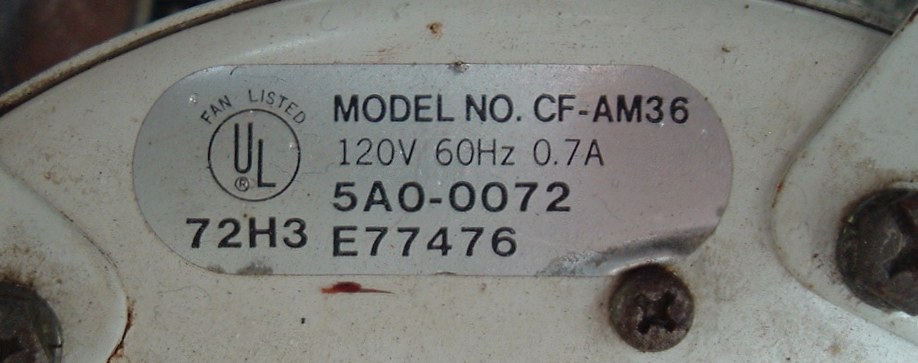 FAN LISTED
UL
®
72H3
MODEL NO. CF-AM36
120V 60Hz 0.7A
5A0-0072
E77476